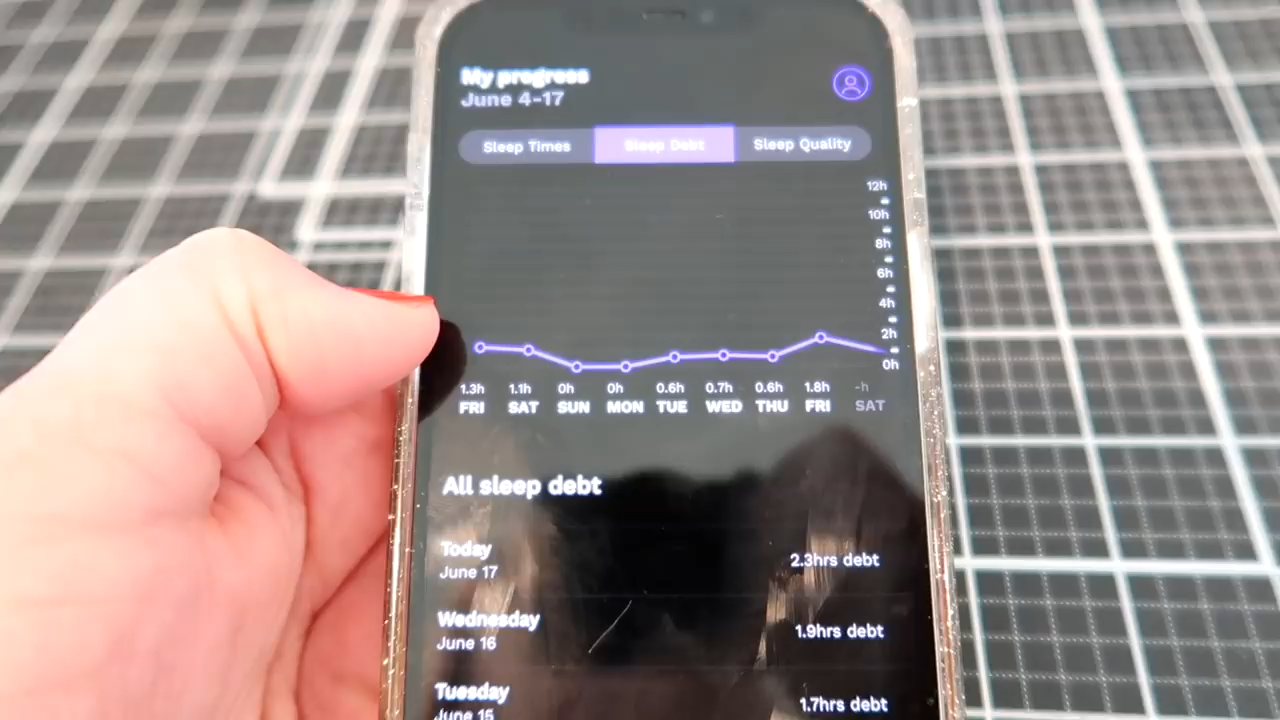 My progress
June 4-17
Sleep Times Sleep Debt Sleep Quality
12h
10h
8h
6h
4h
2h
0h
1.3h 1.1h 0h 0h 0.6h 0.7h 0.6h 1.8h -h
FRI SAT SUN MON TUE WED THU FRI SAT
All sleep debt
Today
June 17
2.3hrs debt
Wednesday
June 16
1.9hrs debt
Tuesday
June 15
1.7hrs debt